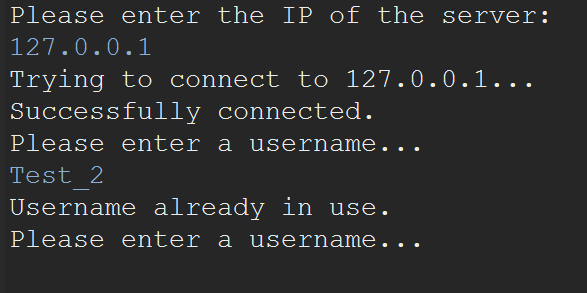 Please enter the IP of the server:
127.0.0.1
Trying to connect to 127.0.0.1...
Successfully connected.
Please enter a username...
Test_2
Username already in use.
Please enter a username...